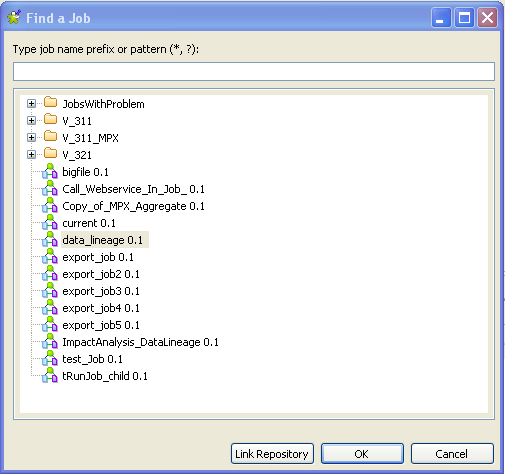 Find a Job
Type job name prefix or pattern (*, ?):
JobsWithProblem
V_311
V_311_MPX
V_321
bigfile 0.1
Call_Webservice_In_Job_ 0.1
Copy_of_MPX_Aggregate 0.1
current 0.1
data_lineage 0.1
export_job 0.1
export_job2 0.1
export_job3 0.1
export_job4 0.1
export_job5 0.1
ImpactAnalysis_DataLineage 0.1
test_Job 0.1
tRunJob_child 0.1
Link Repository OK Cancel